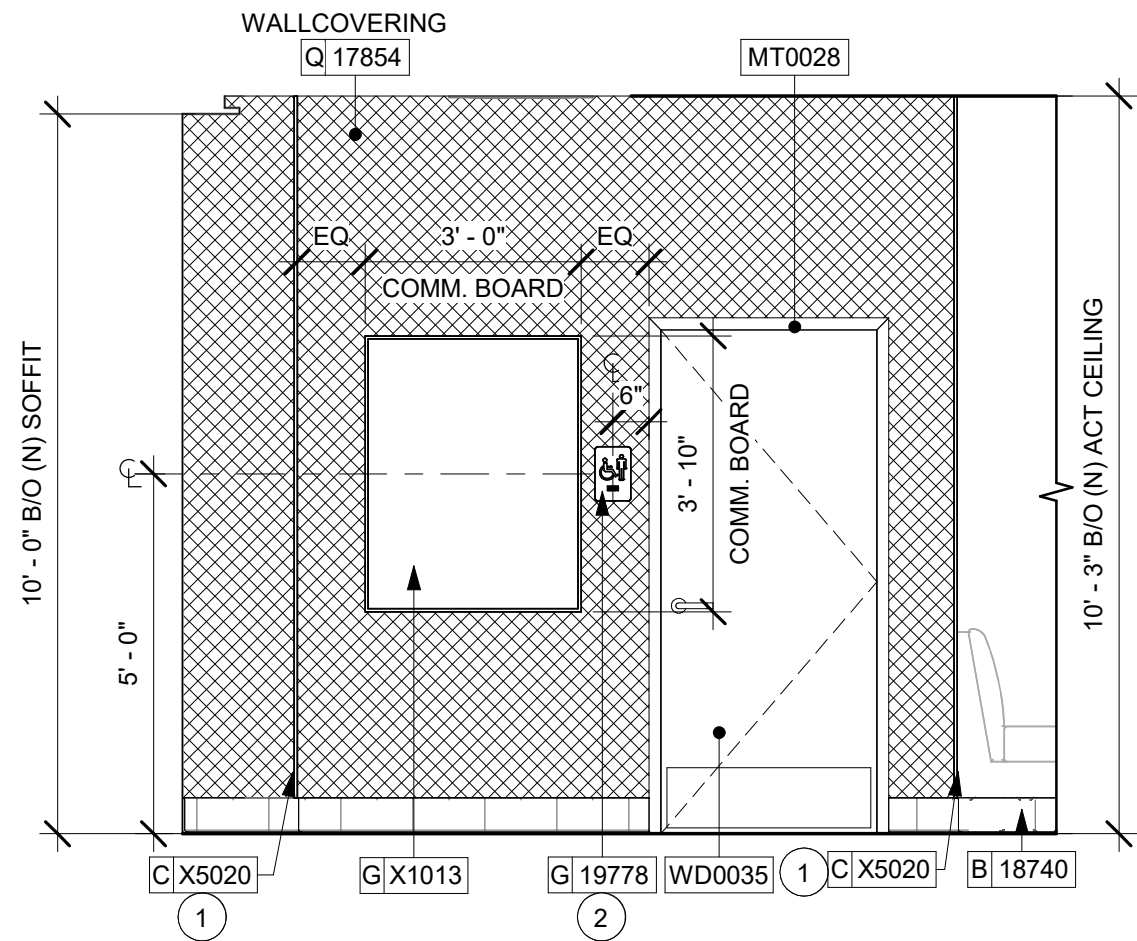 WALLCOVERING
Q 17854
MT0028
EQ
3' - 0"
EQ
COMM. BOARD
10' - 0" B/O (N) SOFFIT
10' - 3" B/O (N) ACT CEILING
6"
3' - 10"
COMM. BOARD
5' - 0"
C X5020
1
G X1013
G 19778
2
WD0035
1
C X5020
B 18740